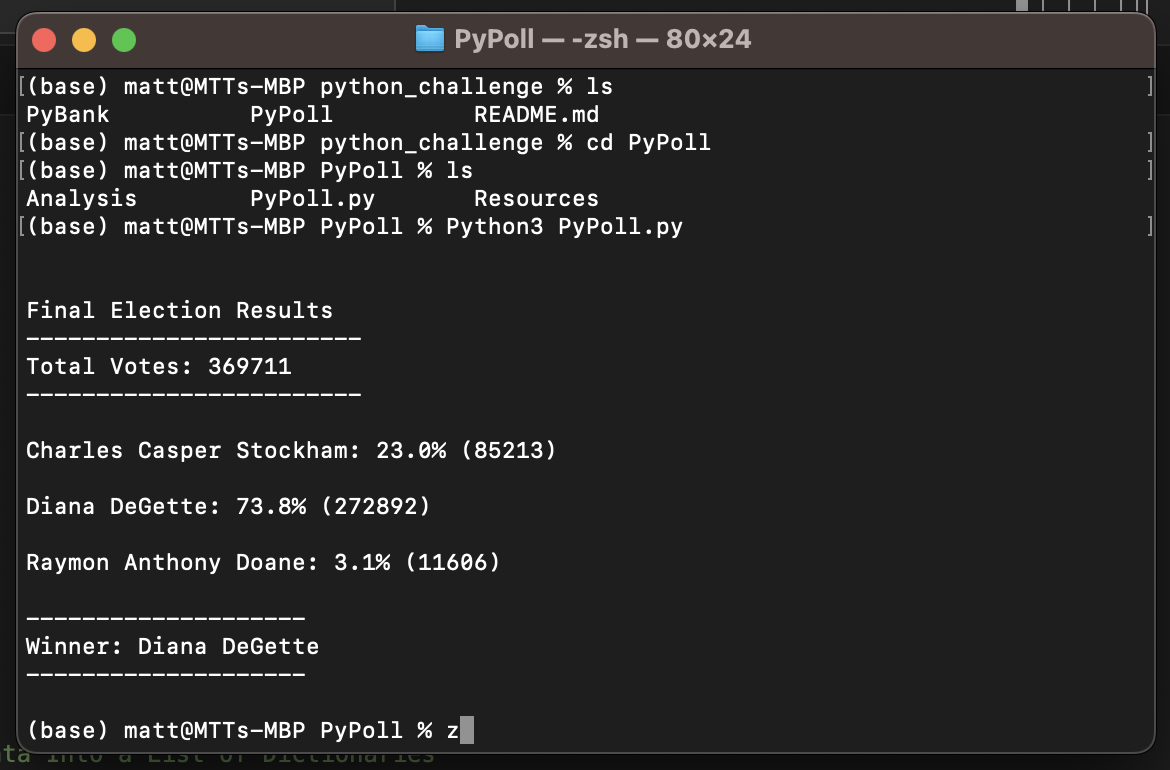 PyPoll — -zsh — 80×24
[(base) matt@MTTs-MBP python_challenge % ls ]
PyBank          PyPoll          README.md
[(base) matt@MTTs-MBP python_challenge % cd PyPoll ]
[(base) matt@MTTs-MBP PyPoll % ls ]
Analysis        PyPoll.py       Resources
[(base) matt@MTTs-MBP PyPoll % Python3 PyPoll.py ]
Final Election Results
------------------------
Total Votes: 369711
------------------------
Charles Casper Stockham: 23.0% (85213)
Diana DeGette: 73.8% (272892)
Raymon Anthony Doane: 3.1% (11606)
--------------------
Winner: Diana DeGette
--------------------
(base) matt@MTTs-MBP PyPoll % z
into a List of Dictionaries